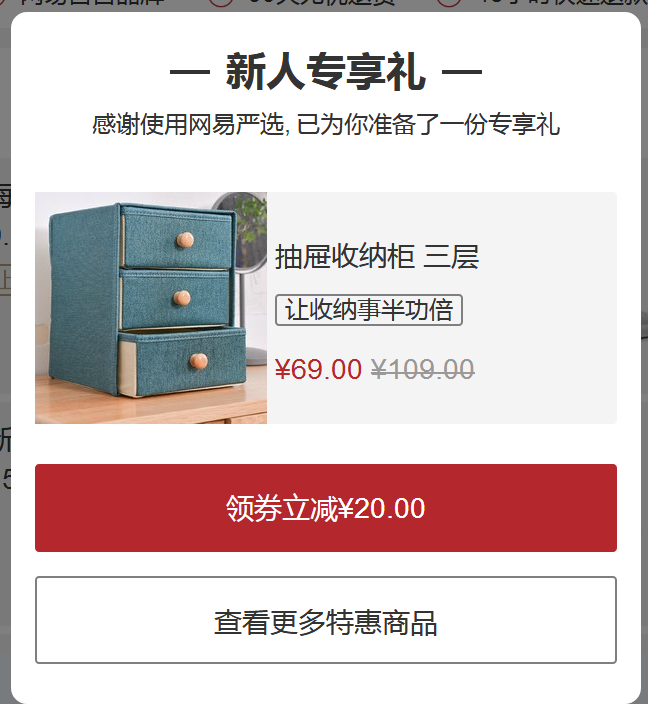 新人专享礼
感谢使用网易严选, 已为你准备了一份专享礼
抽屉收纳柜 三层
让收纳事半功倍
¥69.00 ¥109.00
领券立减¥20.00
查看更多特惠商品